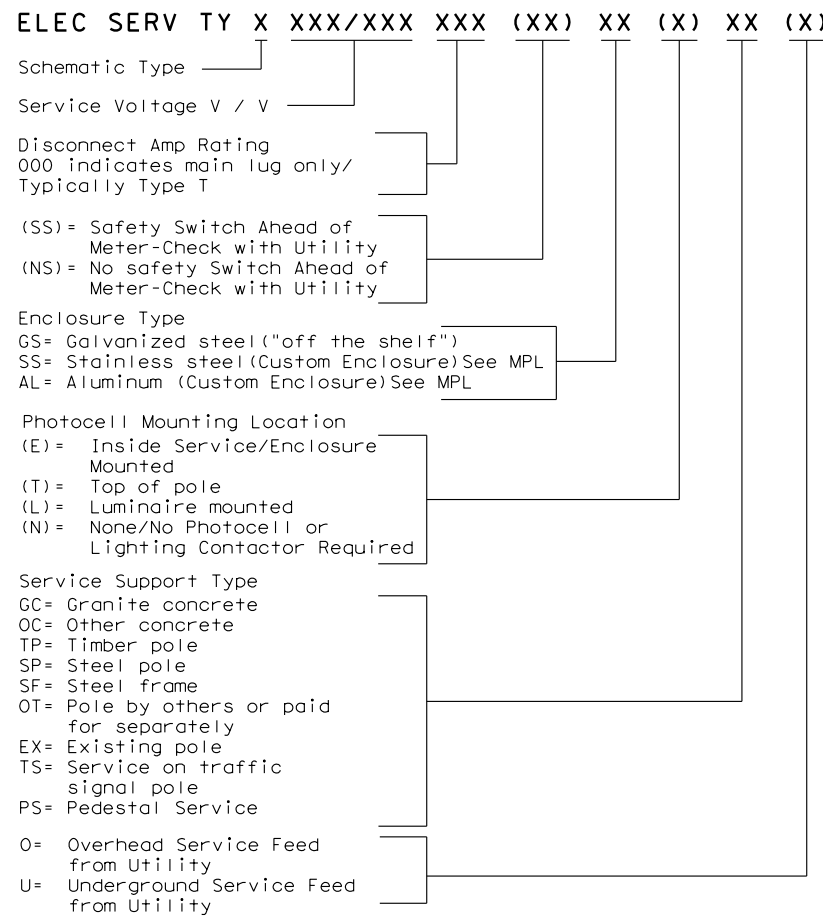 ELEC SERV TY X XXX/XXX XXX (XX) XX (X) XX (X)
Schematic Type
Service Voltage V / V
Disconnect Amp Rating
000 indicates main lug only/
Typically Type T
(SS)= Safety Switch Ahead of
Meter-Check with Utility
(NS)= No safety Switch Ahead of
Meter-Check with Utility
Enclosure Type
GS= Galvanized steel("off the shelf")
SS= Stainless steel(Custom Enclosure)See MPL
AL= Aluminum (Custom Enclosure)See MPL
Photocell Mounting Location
(E)= Inside Service/Enclosure
Mounted
(T)= Top of pole
(L)= Luminaire mounted
(N)= None/No Photocell or
Lighting Contactor Required
Service Support Type
GC= Granite concrete
OC= Other concrete
TP= Timber pole
SP= Steel pole
SF= Steel frame
OT= Pole by others or paid
for separately
EX= Existing pole
TS= Service on traffic
signal pole
PS= Pedestal Service
O= Overhead Service Feed
from Utility
U= Underground Service Feed
from Utility